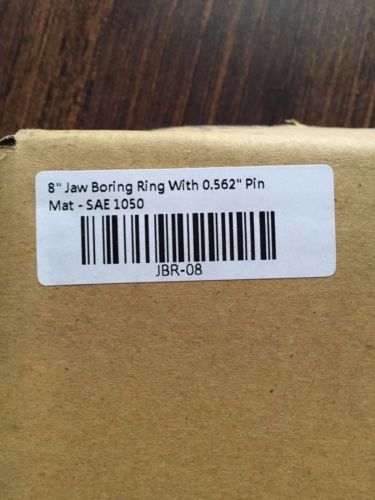 8" Jaw Boring Ring With 0.562" Pin
Mat - SAE 1050
JBR-08